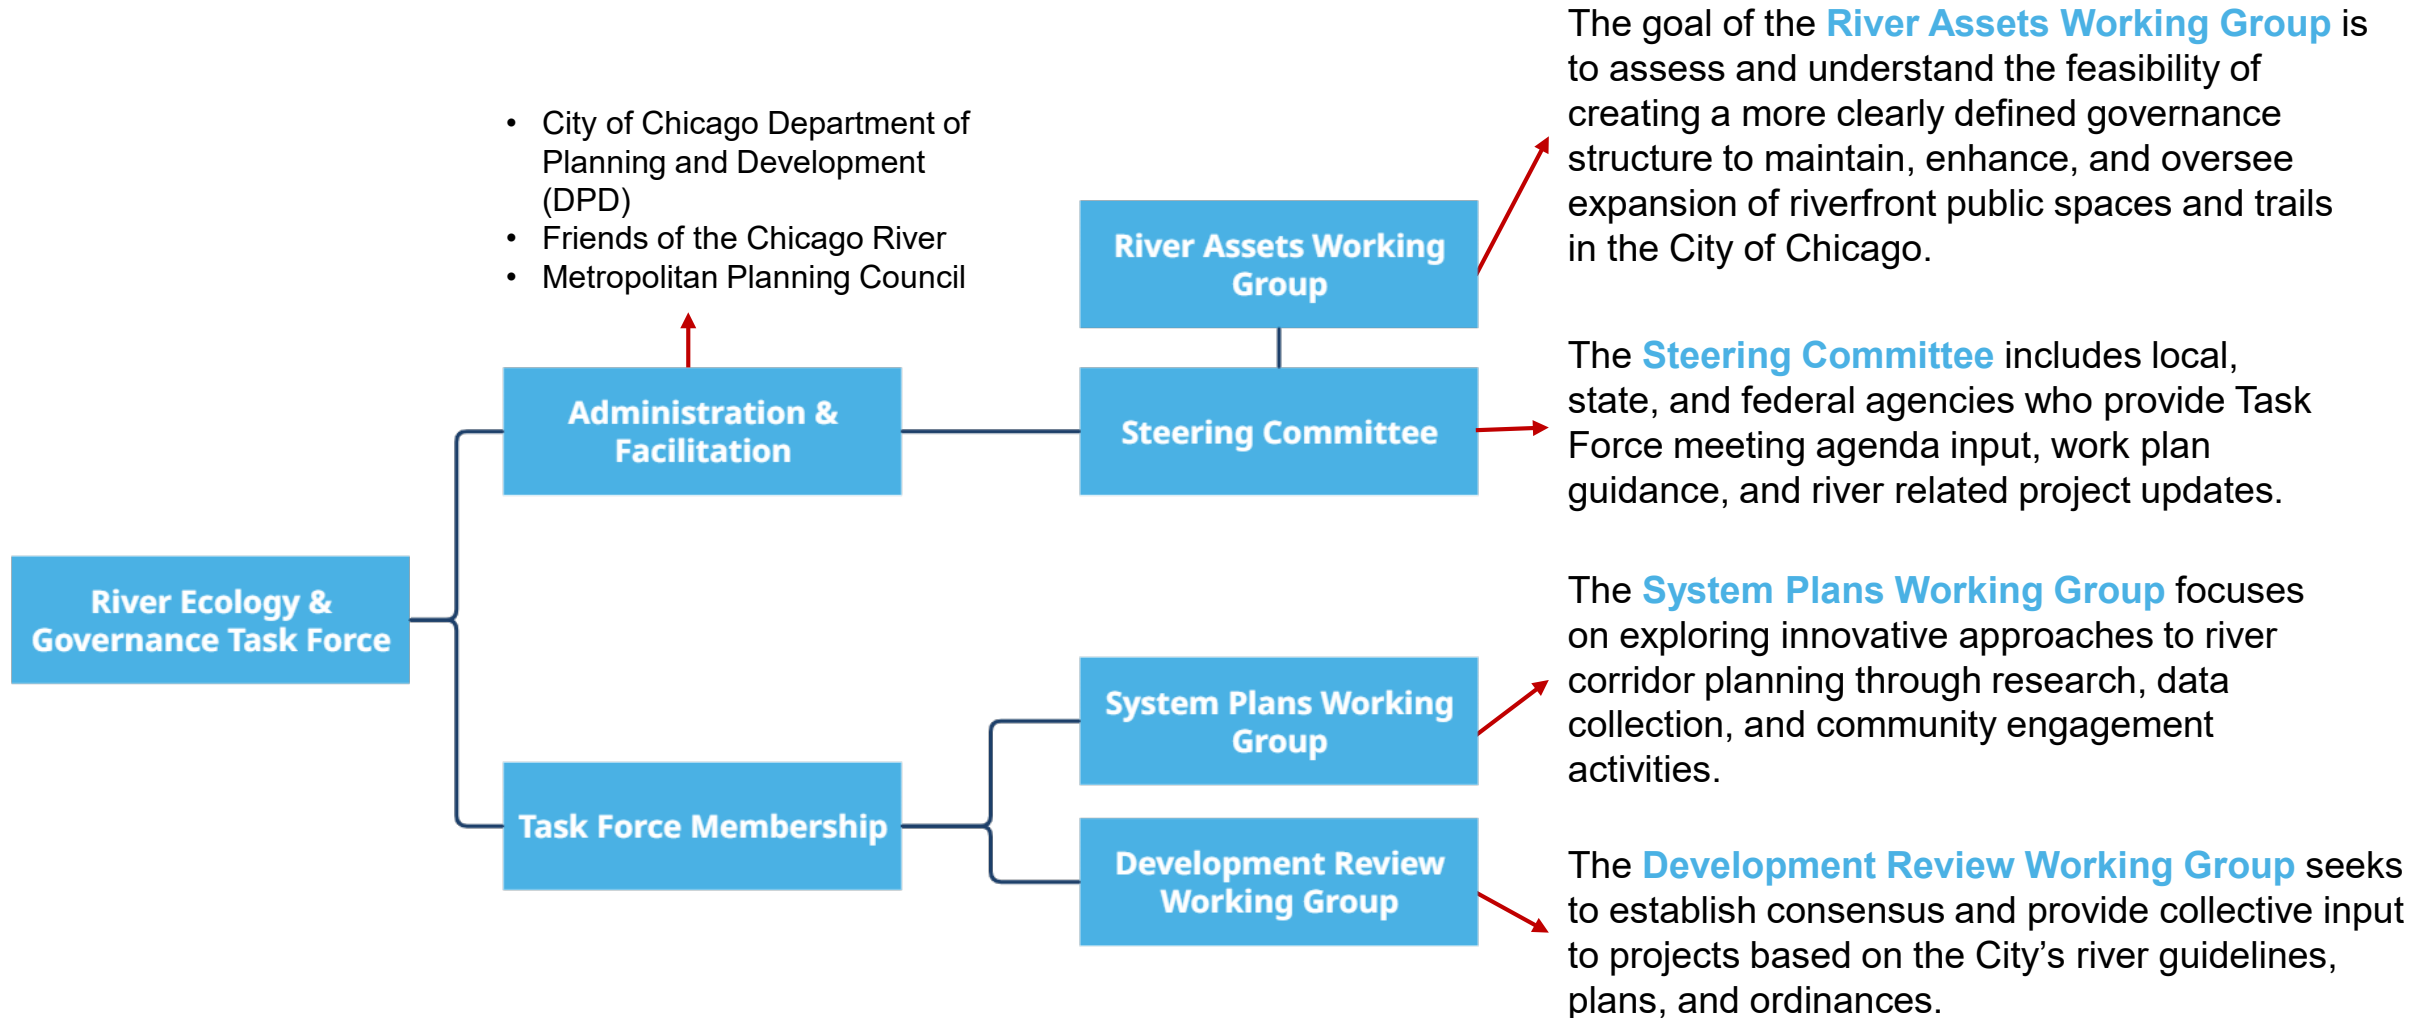 The goal of the River Assets Working Group is
to assess and understand the feasibility of
creating a more clearly defined governance
structure to maintain, enhance, and oversee
expansion of riverfront public spaces and trails
in the City of Chicago.
• City of Chicago Department of
Planning and Development
(DPD)
• Friends of the Chicago River
• Metropolitan Planning Council
River Assets Working
Group
Administration &
Facilitation
Steering Committee
The Steering Committee includes local,
state, and federal agencies who provide Task
Force meeting agenda input, work plan
guidance, and river related project updates.
River Ecology &
Governance Task Force
System Plans Working
Group
The System Plans Working Group focuses
on exploring innovative approaches to river
corridor planning through research, data
collection, and community engagement
activities.
Task Force Membership
Development Review
Working Group
The Development Review Working Group seeks
to establish consensus and provide collective input
to projects based on the City’s river guidelines,
plans, and ordinances.